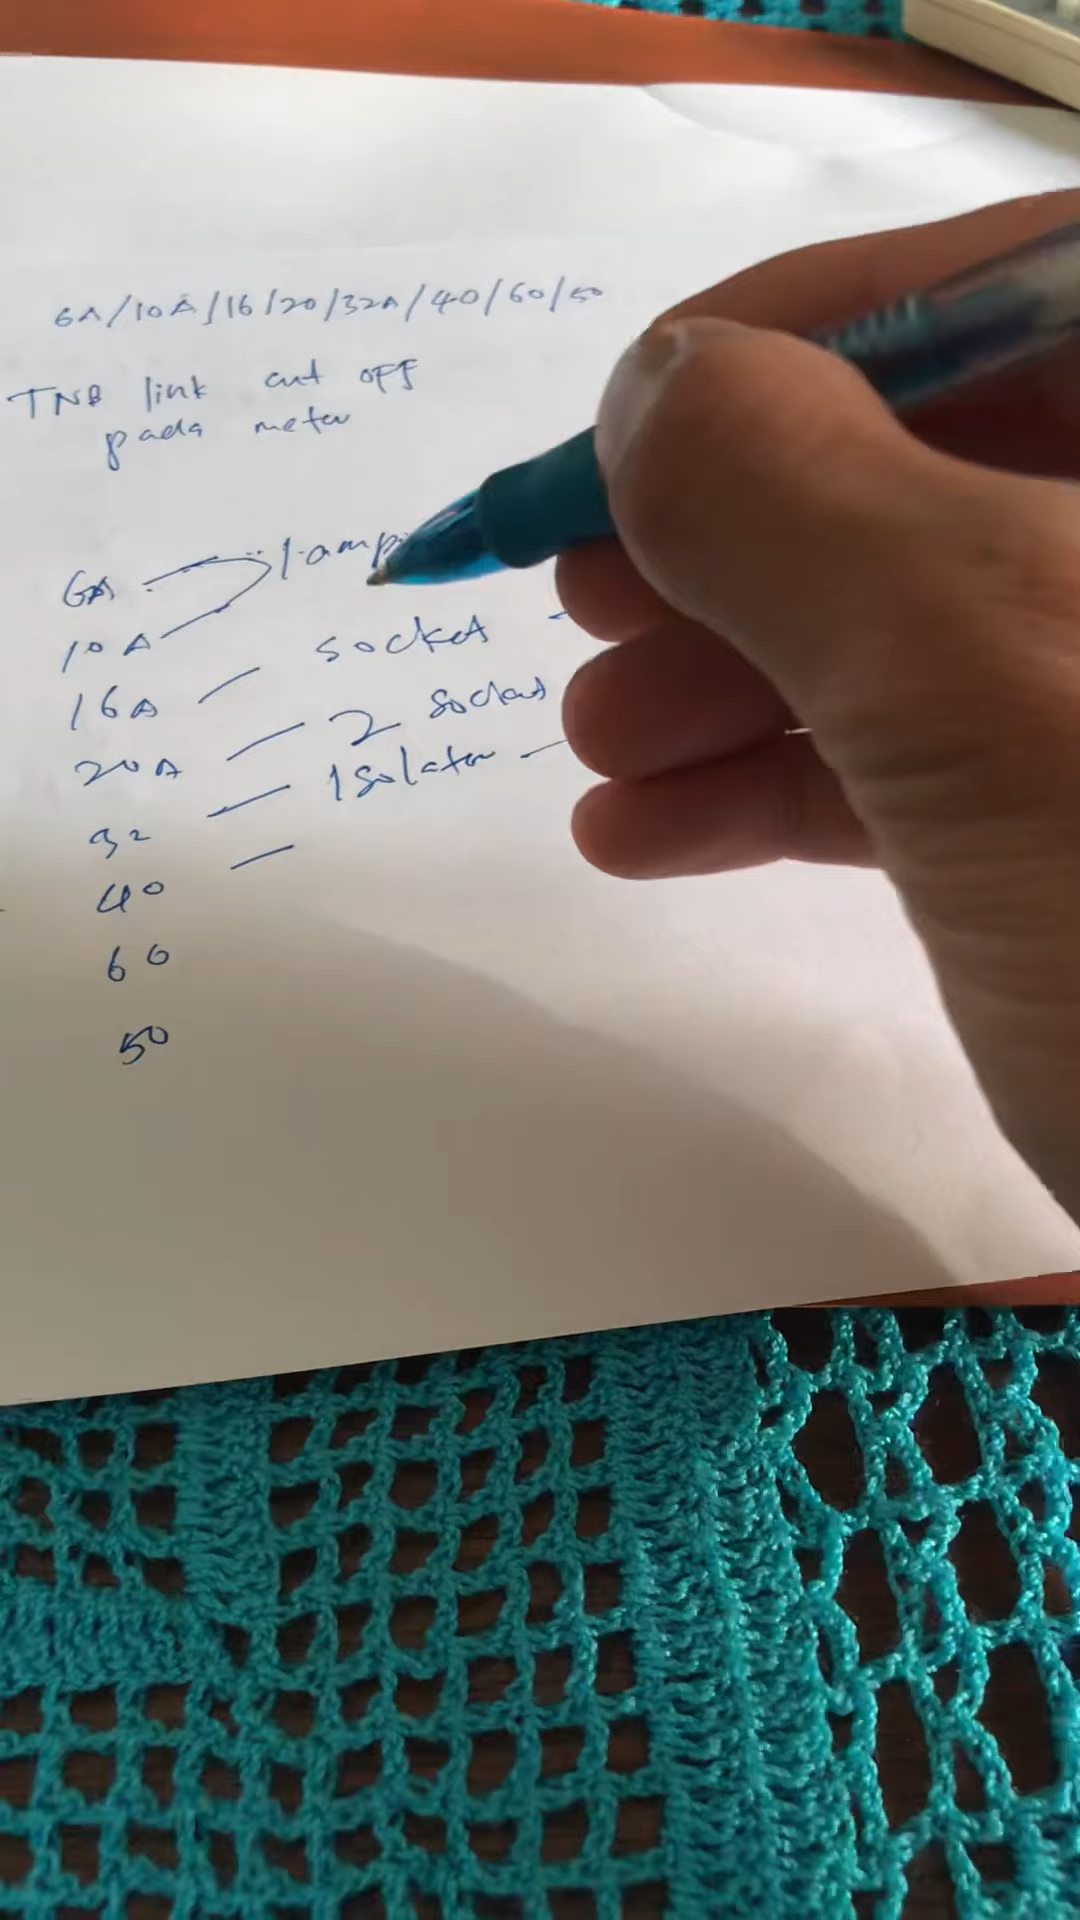 6A/10A/16/20/32A/40/60/50
TNB link cut off
pada meter
6A lamp
10A
16A — socket
20A — 2 socket
32 — Isolator —
40 —
60
50